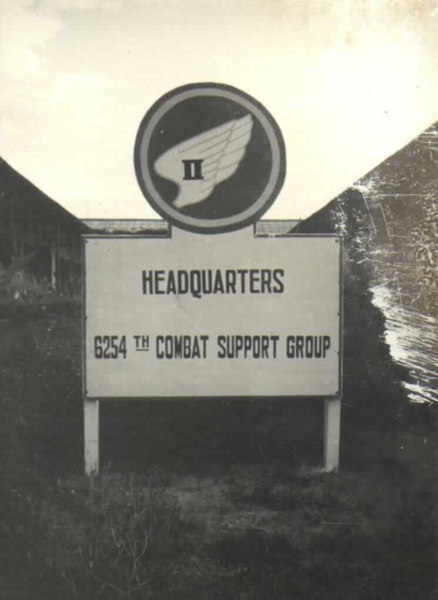 II
HEADQUARTERS
6254 TH COMBAT SUPPORT GROUP